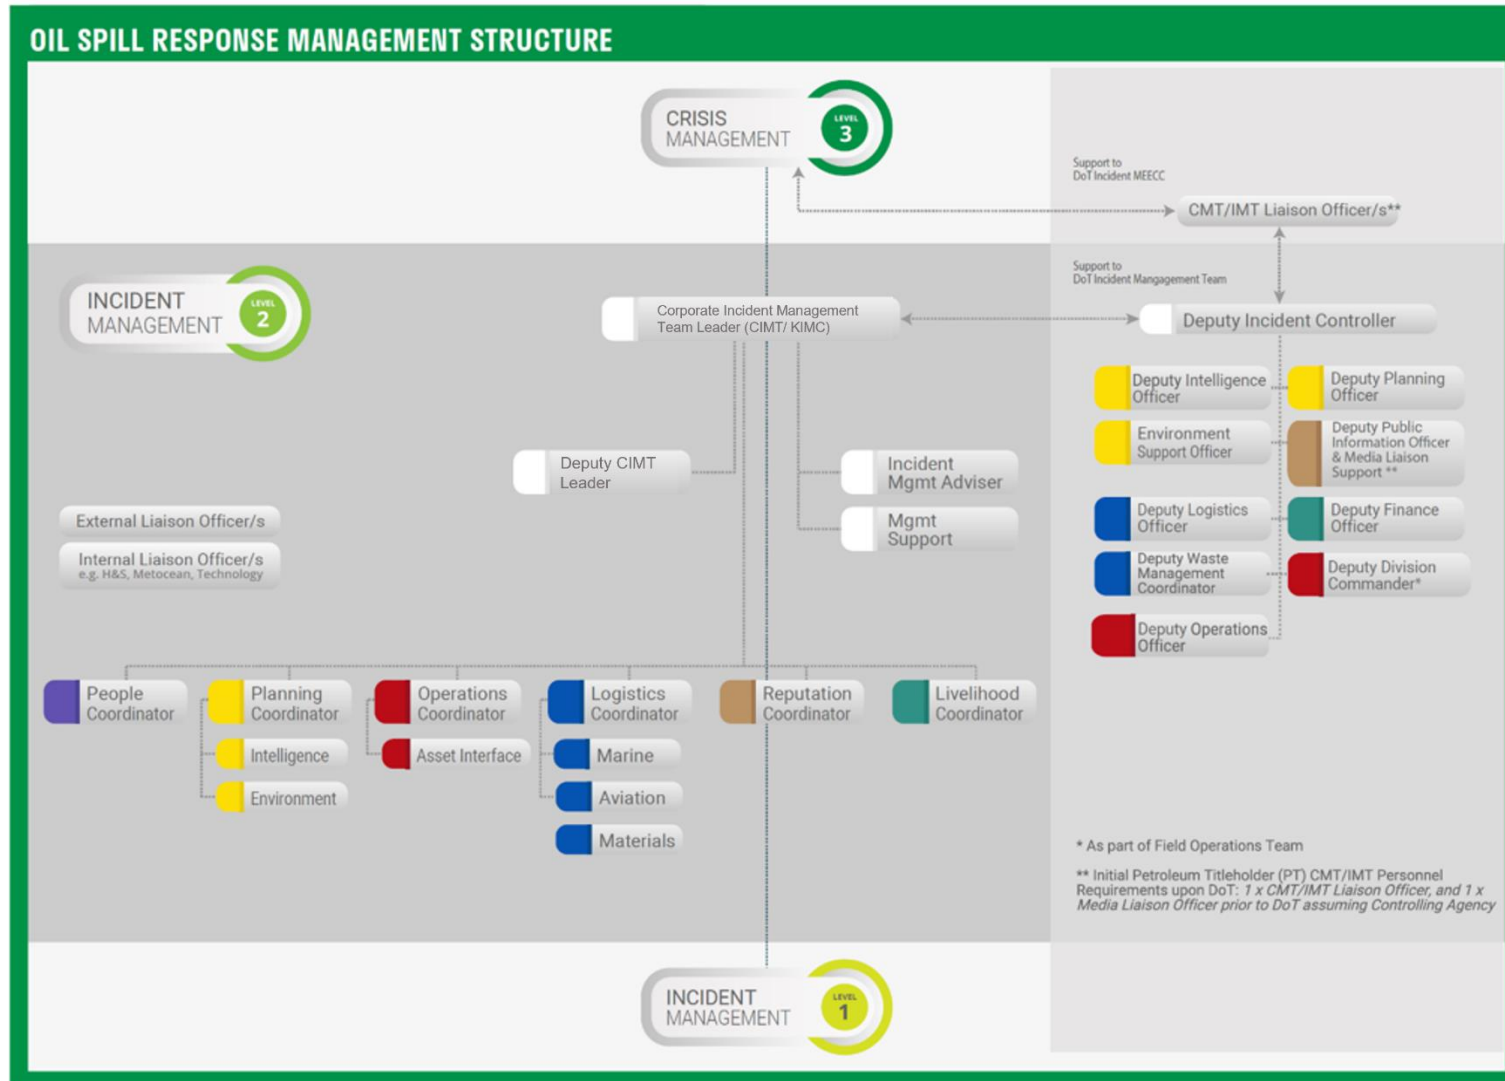 OIL SPILL RESPONSE MANAGEMENT STRUCTURE
CRISIS
MANAGEMENT
LEVEL
3
Support to
DoT Incident MEECC
CMT/IMT Liaison Officer/s**
INCIDENT
MANAGEMENT
LEVEL
2
Support to
DoT Incident Mangagement Team
Corporate Incident Management
Team Leader (CIMT/ KIMC)
Deputy Incident Controller
Deputy Intelligence
Officer
Deputy Planning
Officer
Environment
Support Officer
Deputy Public
Information Officer
& Media Liaison
Support **
Deputy CIMT
Leader
Incident
Mgmt Adviser
Mgmt
Support
External Liaison Officer/s
Internal Liaison Officer/s
e.g. H&S, Metocean, Technology
Deputy Logistics
Officer
Deputy Finance
Officer
Deputy Waste
Management
Coordinator
Deputy Division
Commander*
Deputy Operations
Officer
People
Coordinator
Planning
Coordinator
Operations
Coordinator
Logistics
Coordinator
Reputation
Coordinator
Livelihood
Coordinator
Intelligence
Asset Interface
Marine
Environment
Aviation
Materials
* As part of Field Operations Team
** Initial Petroleum Titleholder (PT) CMT/IMT Personnel
Requirements upon DoT: 1 x CMT/IMT Liaison Officer, and 1 x
Media Liaison Officer prior to DoT assuming Controlling Agency
INCIDENT
MANAGEMENT
LEVEL
1